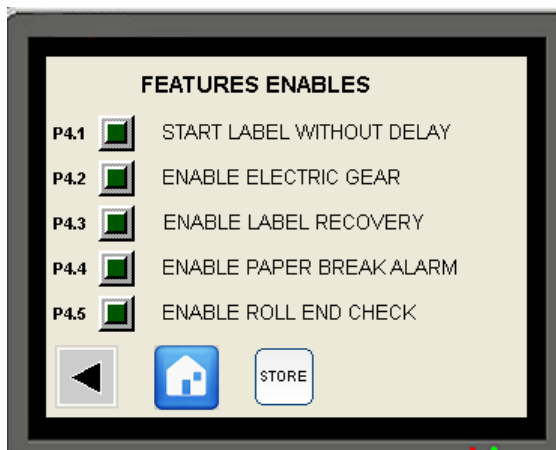 FEATURES ENABLES
P4.1 START LABEL WITHOUT DELAY
P4.2 ENABLE ELECTRIC GEAR
P4.3 ENABLE LABEL RECOVERY
P4.4 ENABLE PAPER BREAK ALARM
P4.5 ENABLE ROLL END CHECK
STORE